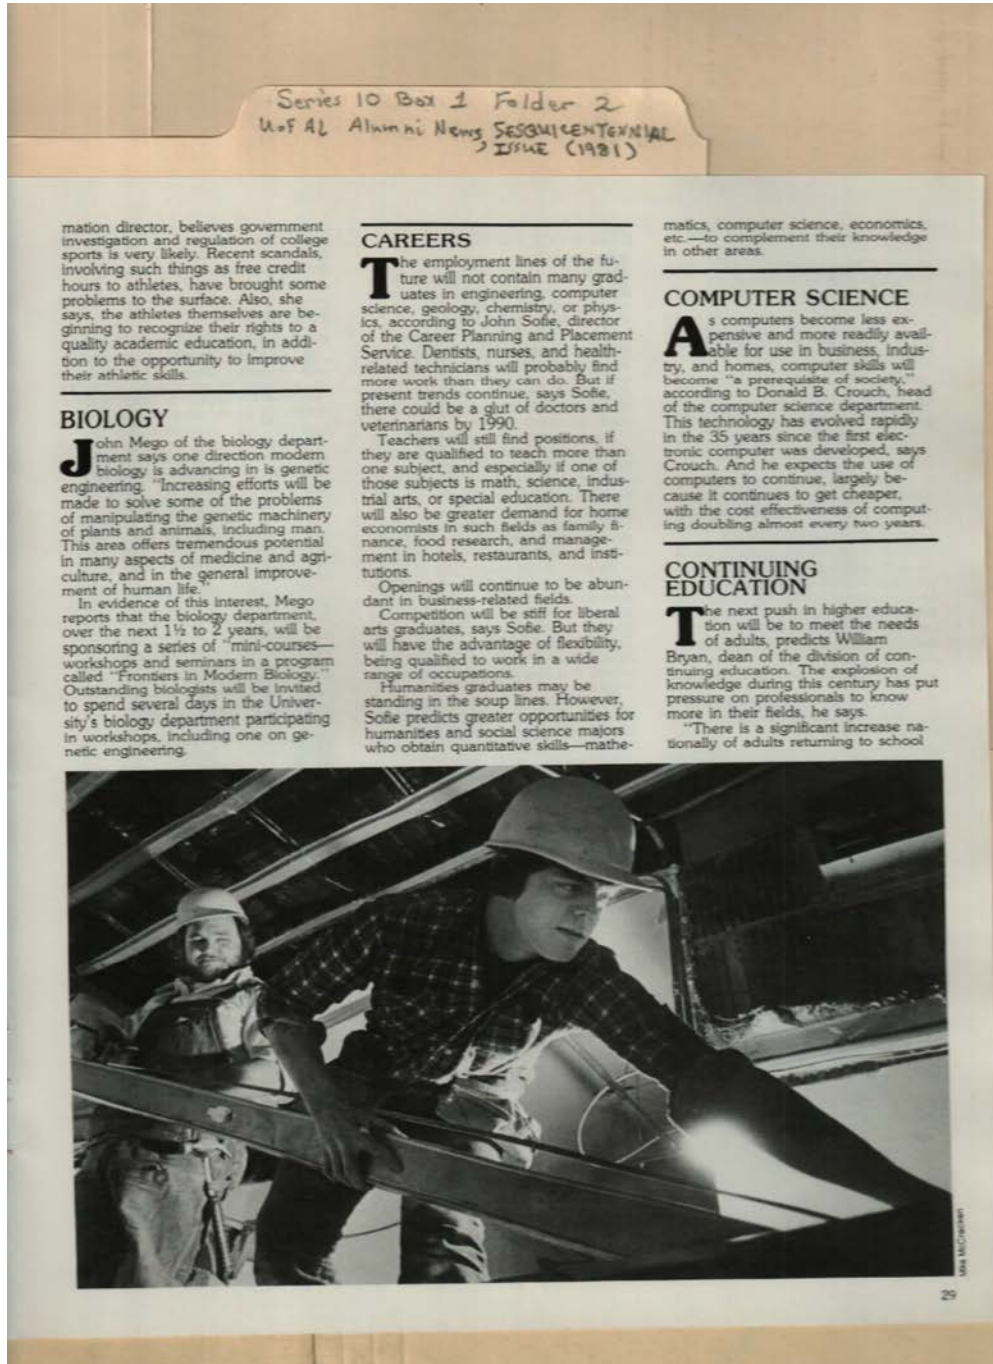 Series 10 Box 1 Folder 2
U of AL Alumni News, SESQUICENTENNIAL
ISSUE (1981)
mation director, believes government
investigation and regulation of college
sports is very likely. Recent scandals,
involving such things as free credit
hours to athletes, have brought some
problems to the surface. Also, she
says, the athletes themselves are be-
ginning to recognize their rights to a
quality academic education, in addi-
tion to the opportunity to improve
their athletic skills.
BIOLOGY
John Mego of the biology depart-
ment says one direction modern
biology is advancing in is genetic
engineering. "Increasing efforts will be
made to solve some of the problems
of manipulating the genetic machinery
of plants and animals, including man.
This area offers tremendous potential
in many aspects of medicine and agri-
culture, and in the general improve-
ment of human life."
In evidence of this interest, Mego
reports that the biology department,
over the next 1½ to 2 years, will be
sponsoring a series of "mini-courses—
workshops and seminars in a program
called "Frontiers in Modern Biology."
Outstanding biologists will be invited
to spend several days in the Univer-
sity's biology department participating
in workshops, including one on ge-
netic engineering.
CAREERS
The employment lines of the fu-
ture will not contain many grad-
uates in engineering, computer
science, geology, chemistry, or phys-
ics, according to John Sofie, director
of the Career Planning and Placement
Service. Dentists, nurses, and health-
related technicians will probably find
more work than they can do. But if
present trends continue, says Sofie,
there could be a glut of doctors and
veterinarians by 1990.
Teachers will still find positions, if
they are qualified to teach more than
one subject, and especially if one of
those subjects is math, science, indus-
trial arts, or special education. There
will also be greater demand for home
economists in such fields as family fi-
nance, food research, and manage-
ment in hotels, restaurants, and insti-
tutions.
Openings will continue to be abun-
dant in business-related fields.
Competition will be stiff for liberal
arts graduates, says Sofie. But they
will have the advantage of flexibility,
being qualified to work in a wide
range of occupations.
Humanities graduates may be
standing in the soup lines. However,
Sofie predicts greater opportunities for
humanities and social science majors
who obtain quantitative skills—mathe-
matics, computer science, economics,
etc.—to complement their knowledge
in other areas.
COMPUTER SCIENCE
As computers become less ex-
pensive and more readily avail-
able for use in business, indus-
try, and homes, computer skills will
become "a prerequisite of society,"
according to Donald B. Crouch, head
of the computer science department.
This technology has evolved rapidly
in the 35 years since the first elec-
tronic computer was developed, says
Crouch. And he expects the use of
computers to continue, largely be-
cause it continues to get cheaper,
with the cost effectiveness of comput-
ing doubling almost every two years.
CONTINUING
EDUCATION
The next push in higher educa-
tion will be to meet the needs
of adults, predicts William
Bryan, dean of the division of con-
tinuing education. The explosion of
knowledge during this century has put
pressure on professionals to know
more in their fields, he says.
"There is a significant increase na-
tionally of adults returning to school
Mike McCracken
29